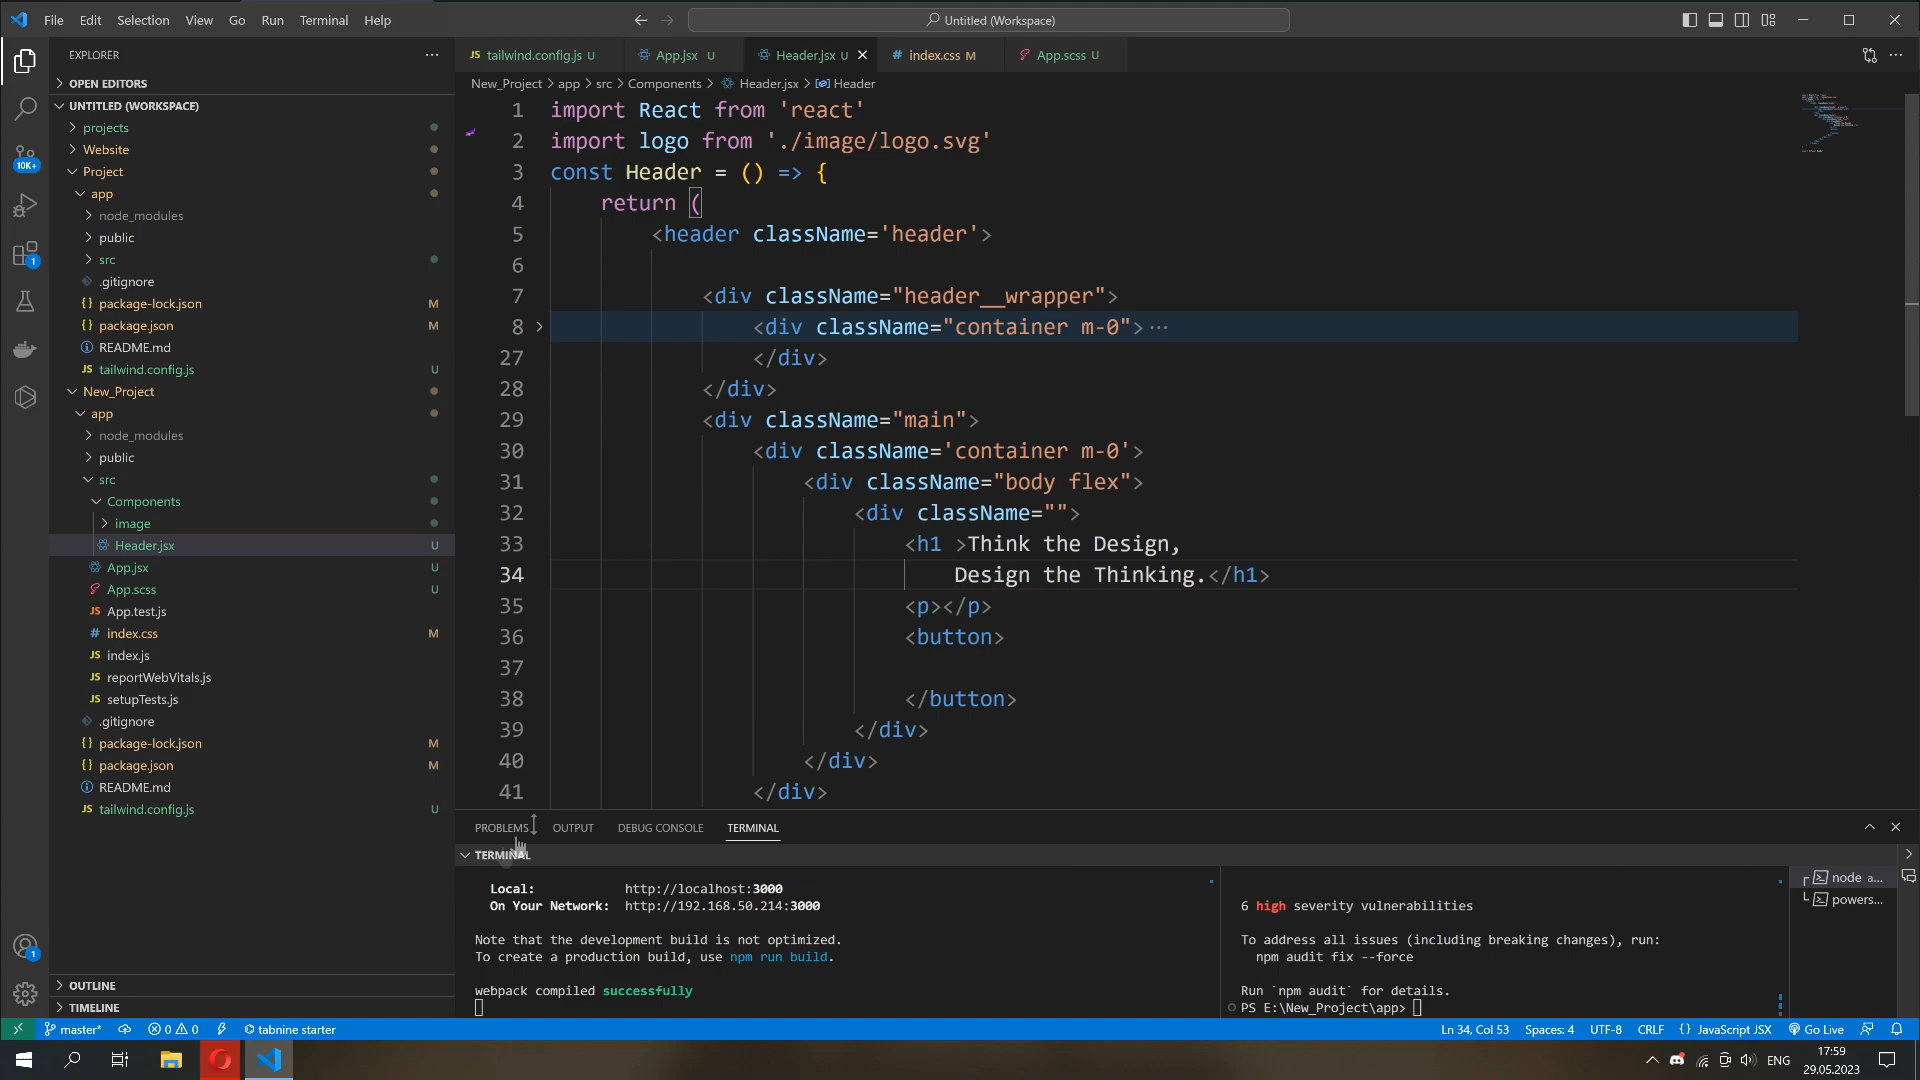 File Edit Selection View Go Run Terminal Help
Untitled (Workspace)
EXPLORER
OPEN EDITORS
UNTITLED (WORKSPACE)
projects
Website
Project
app
node_modules
public
src
.gitignore
package-lock.json M
package.json M
README.md
tailwind.config.js U
New_Project
app
node_modules
public
src
Components
image
Header.jsx U
App.jsx U
App.scss U
App.test.js
index.css M
index.js
reportWebVitals.js
setupTests.js
.gitignore
package-lock.json M
package.json M
README.md
tailwind.config.js U
OUTLINE
TIMELINE
10K+
1
1
JS tailwind.config.js U App.jsx U Header.jsx U # index.css M App.scss U
New_Project > app > src > Components > Header.jsx > Header
1 import React from 'react'
2 import logo from './image/logo.svg'
3 const Header = () => {
4 return (
5 <header className='header'>
6
7 <div className="header__wrapper">
8 <div className="container m-0">···
27 </div>
28 </div>
29 <div className="main">
30 <div className='container m-0'>
31 <div className="body flex">
32 <div className="">
33 <h1 >Think the Design,
34 Design the Thinking.</h1>
35 <p></p>
36 <button>
37
38 </button>
39 </div>
40 </div>
41 </div>
PROBLEMS OUTPUT DEBUG CONSOLE TERMINAL
TERMINAL
Local: http://localhost:3000
On Your Network: http://192.168.50.214:3000
Note that the development build is not optimized.
To create a production build, use npm run build.
webpack compiled successfully
6 high severity vulnerabilities
To address all issues (including breaking changes), run:
npm audit fix --force
Run `npm audit` for details.
PS E:\New_Project\app>
node a...
powers...
master* 0 0 tabnine starter
Ln 34, Col 53 Spaces: 4 UTF-8 CRLF {} JavaScript JSX Go Live
ENG
17:59
29.05.2023